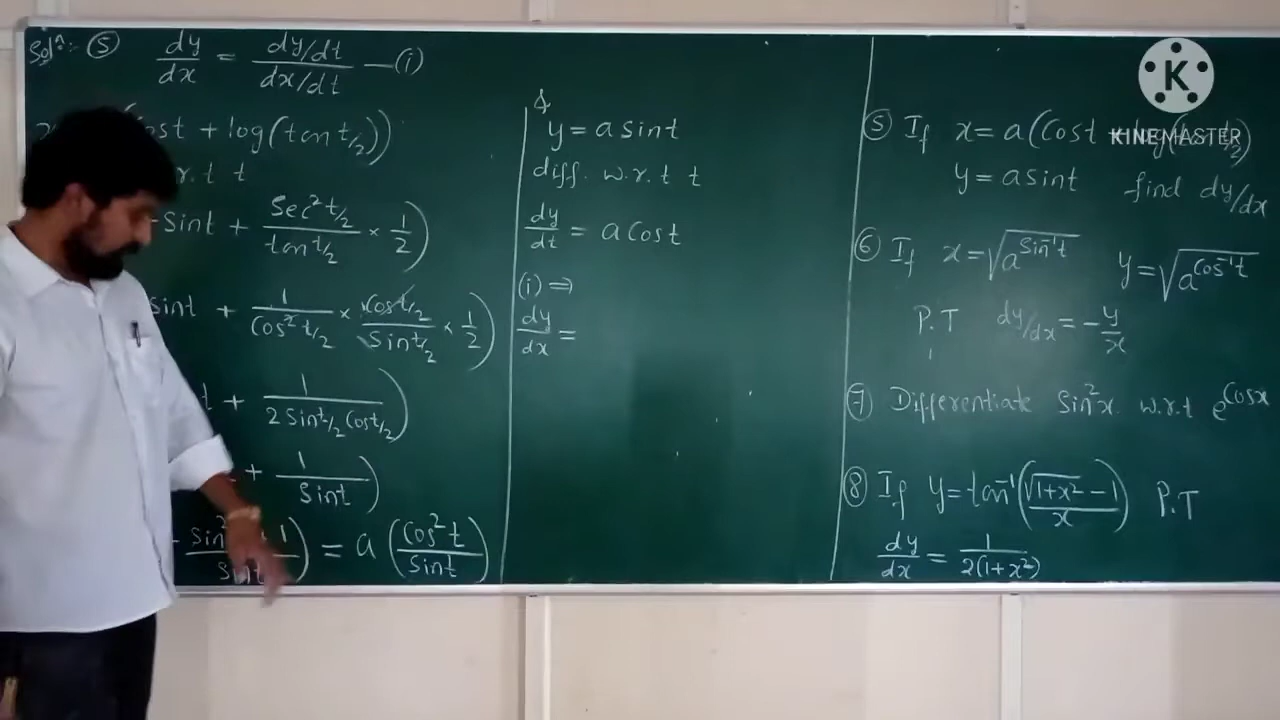 Solⁿ:- ⑤ dy/dx = (dy/dt)/(dx/dt) —(i)
Cost + log(tan t/2))
r.t t
-Sint + (Sec² t/2)/(tan t/2) × 1/2)
Sint + 1/(Cos² t/2) × (Cos t/2)/(Sin t/2) × 1/2)
t + 1/(2 Sin t/2 Cos t/2))
+ 1/(Sint))
= a (Cos²t/Sint)
&
y = a sint
diff. w.r.t t
dy/dt = a Cost
(i) ⇒
dy/dx =
⑤ If x = a(Cost + log(tan t/2)
y = a sint find dy/dx
⑥ If x = √(a^(Sin⁻¹t)) y = √(a^(Cos⁻¹t))
P.T dy/dx = -y/x
⑦ Differentiate Sin²x. w.r.t e^(Cosx)
⑧ If y = tan⁻¹((√(1+x²) - 1)/x) P.T
dy/dx = 1/(2(1+x²))
K
KINEMASTER